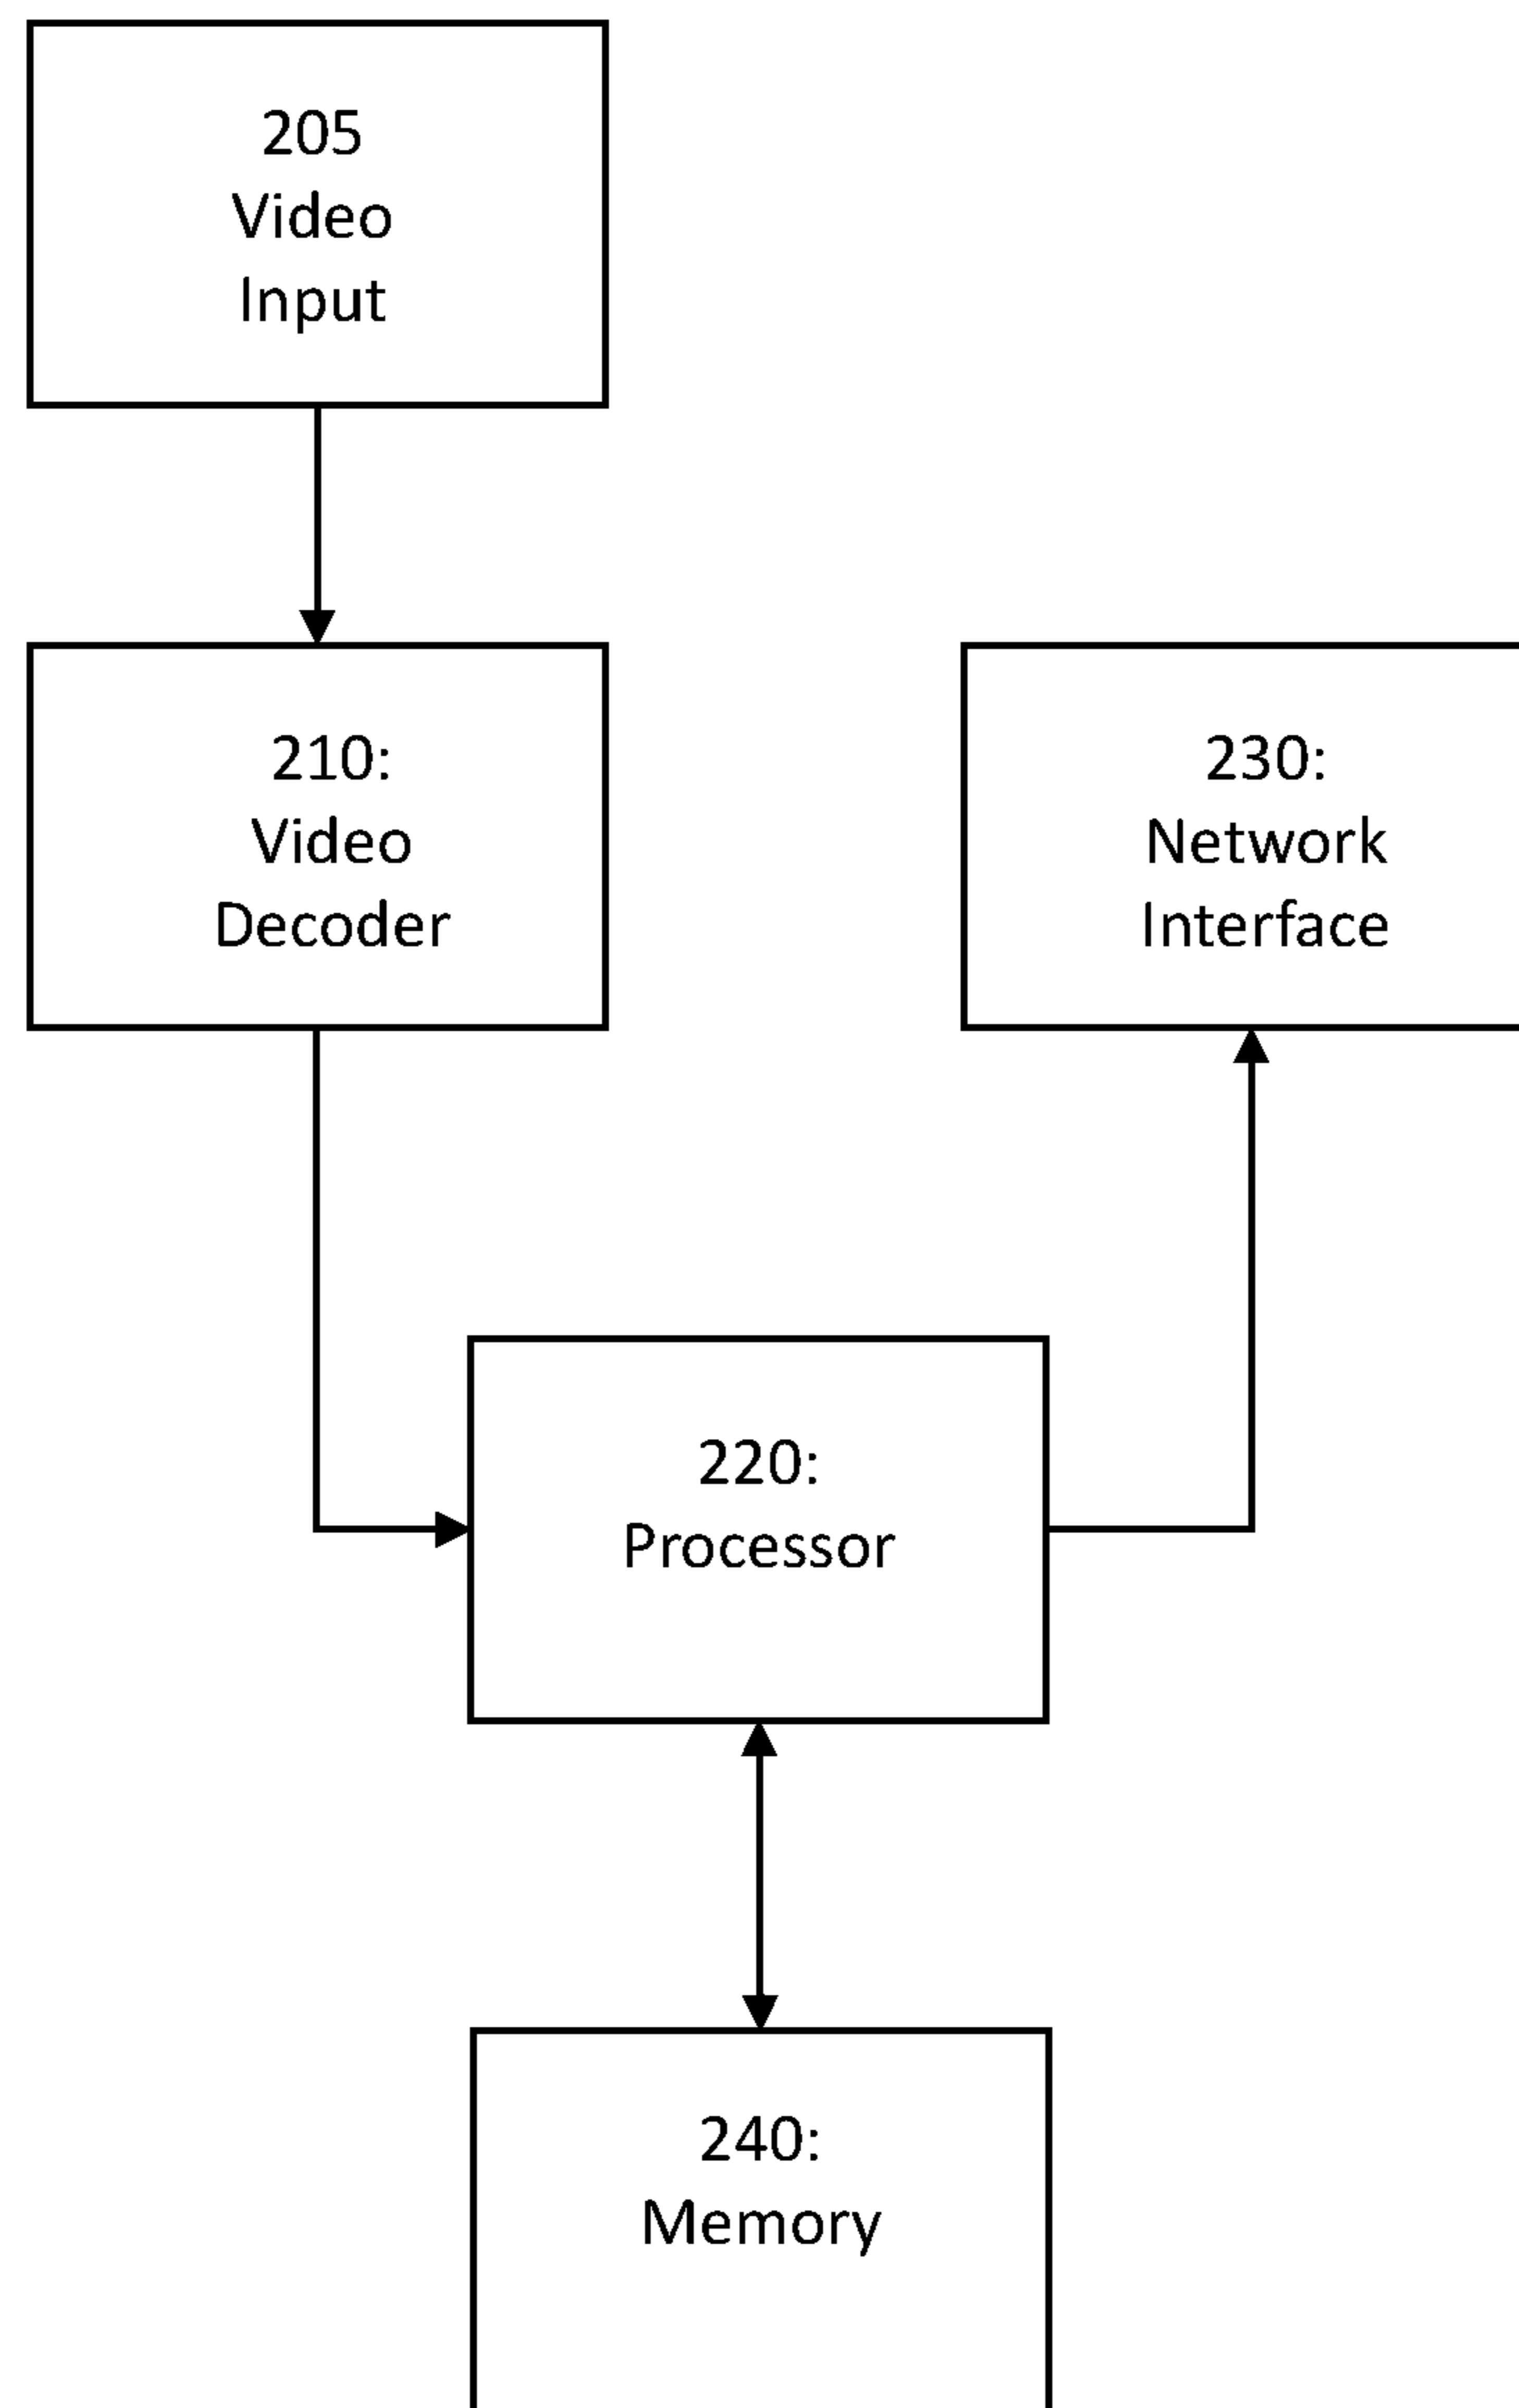 205
Video
Input
210:
Video
Decoder
230:
Network
Interface
220:
Processor
240:
Memory